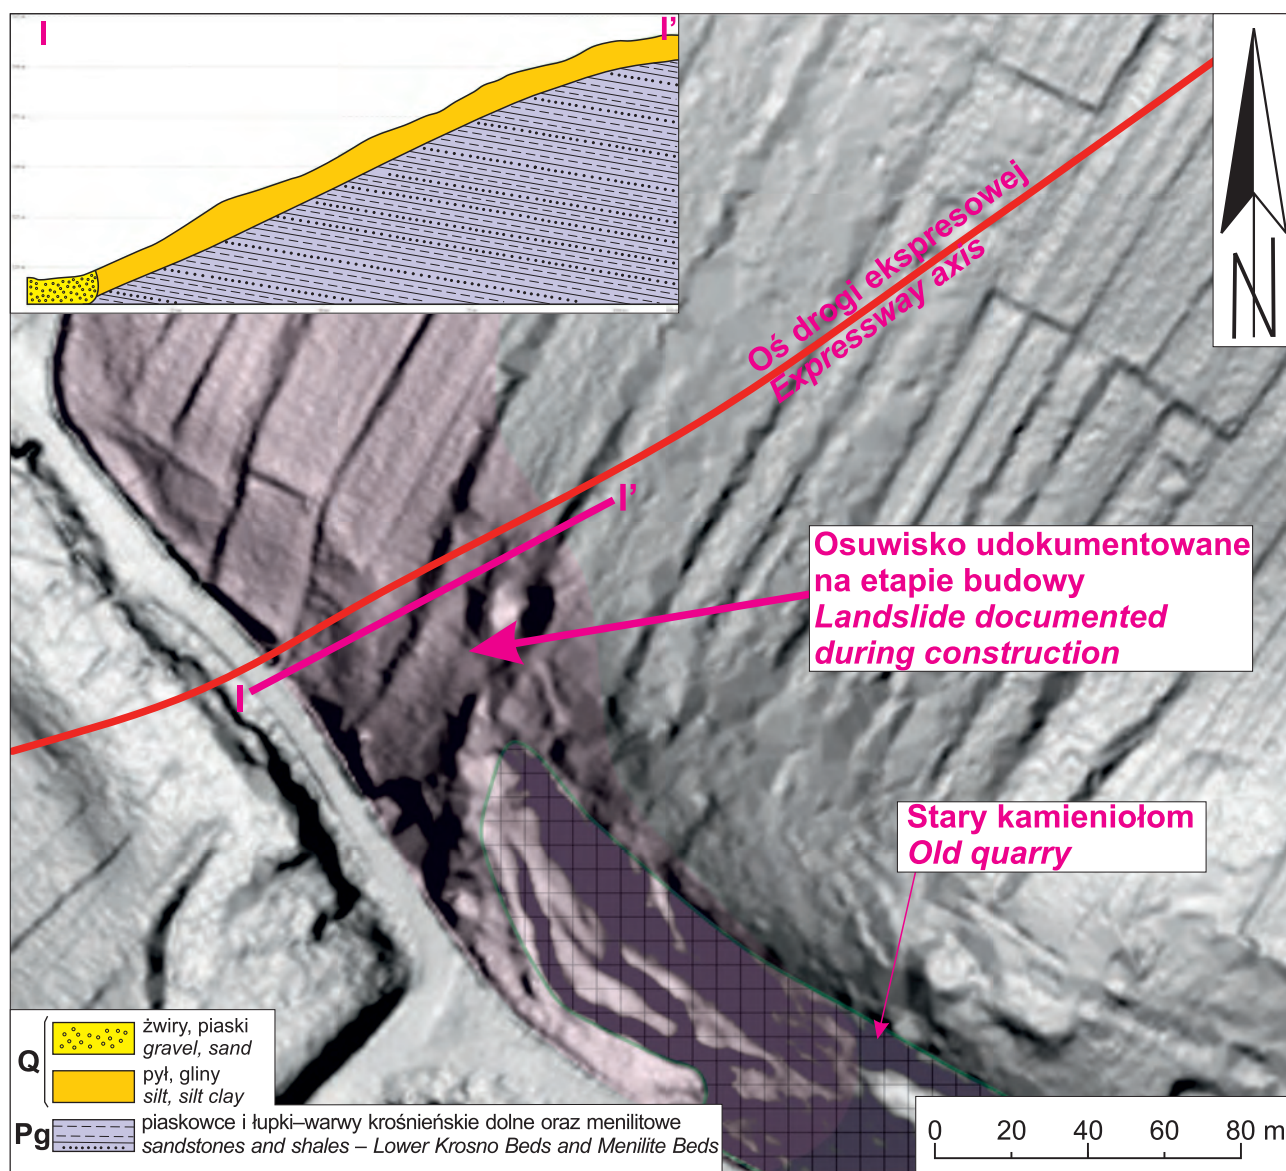 I
I’
Oś drogi ekspresowej
Expressway axis
N
I’
I
Osuwisko udokumentowane
na etapie budowy
Landslide documented
during construction
Stary kamieniołom
Old quarry
Q
żwiry, piaski
gravel, sand
pył, gliny
silt, silt clay
Pg
piaskowce i łupki–warwy krośnieńskie dolne oraz menilitowe
sandstones and shales – Lower Krosno Beds and Menilite Beds
0 20 40 60 80 m